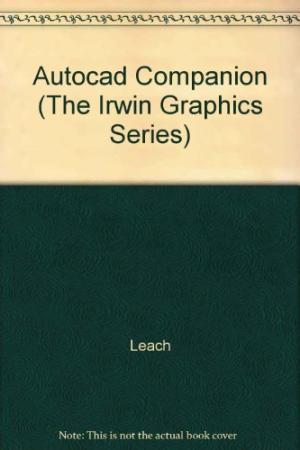 Autocad Companion
(The Irwin Graphics
Series)
Leach
Note: This is not the actual book cover